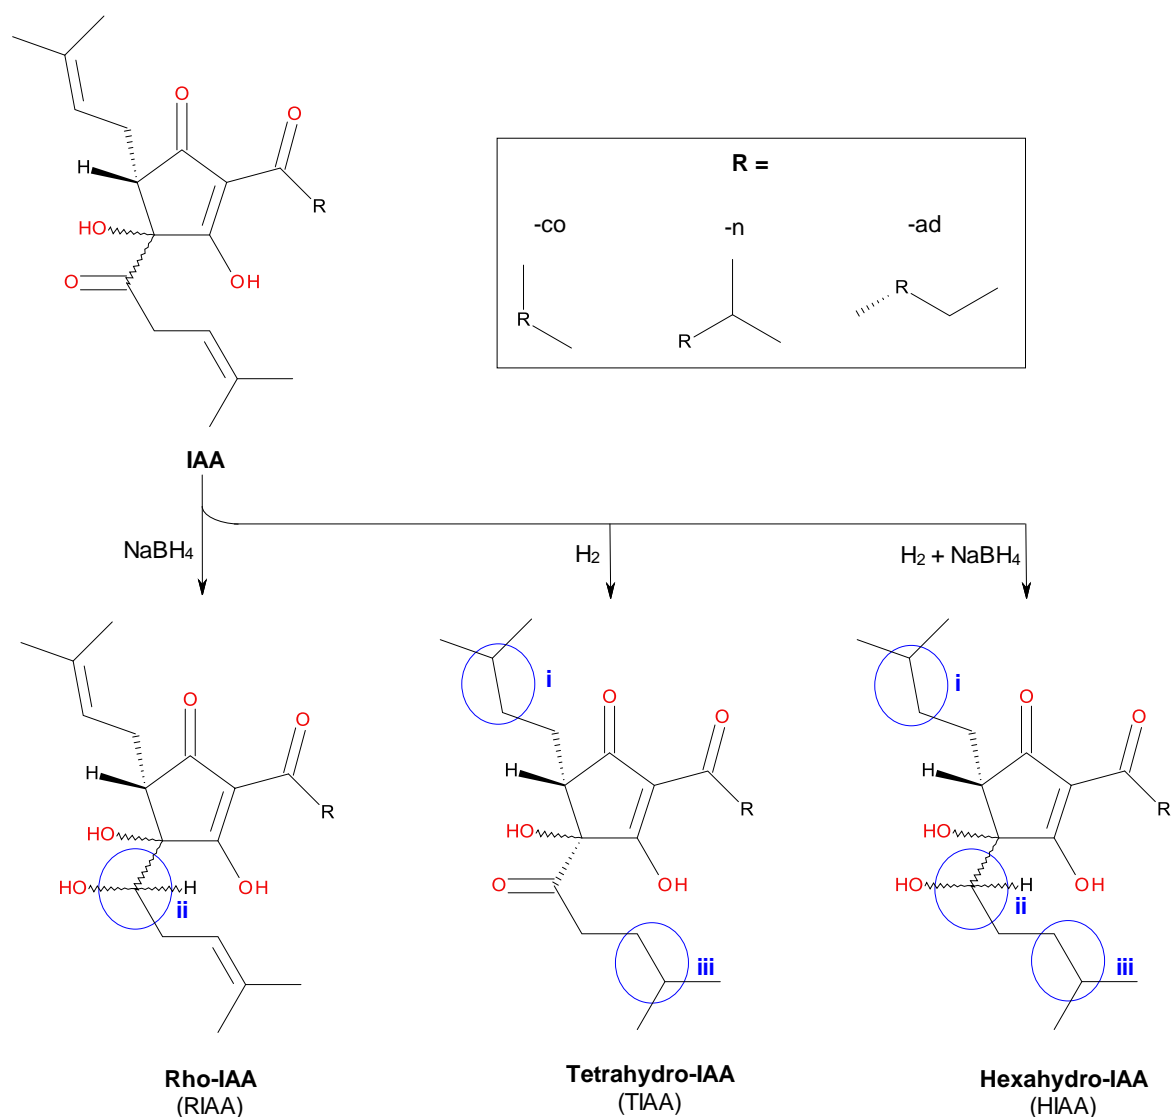 O
O
H
R
HO
O
OH
IAA
R =
-co
-n
-ad
R
R
R
NaBH4
H2
H2 + NaBH4
O
O
H
R
HO
HO
H
OH
ii
Rho-IAA
(RIAA)
i
O
O
H
R
HO
O
OH
iii
Tetrahydro-IAA
(TIAA)
i
O
O
H
R
HO
HO
H
OH
ii
iii
Hexahydro-IAA
(HIAA)